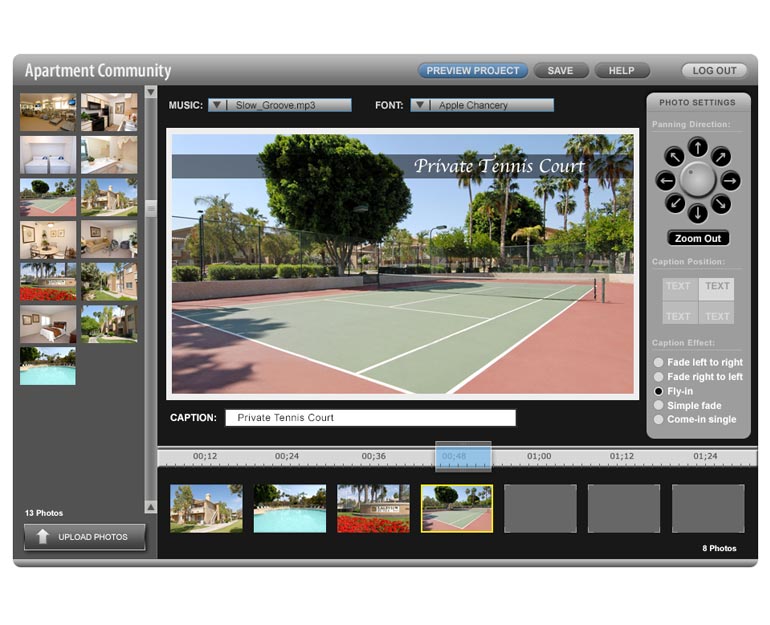 Apartment Community
PREVIEW PROJECT
SAVE
HELP
LOG OUT
MUSIC:
Slow_Groove.mp3
FONT:
Apple Chancery
Private Tennis Court
CAPTION:
Private Tennis Court
PHOTO SETTINGS
Panning Direction:
Zoom Out
Caption Position:
TEXT TEXT
TEXT TEXT
Caption Effect:
Fade left to right
Fade right to left
Fly-in
Simple fade
Come-in single
00;12 00;24 00;36 00;48 01;00 01;12 01;24
13 Photos
UPLOAD PHOTOS
8 Photos